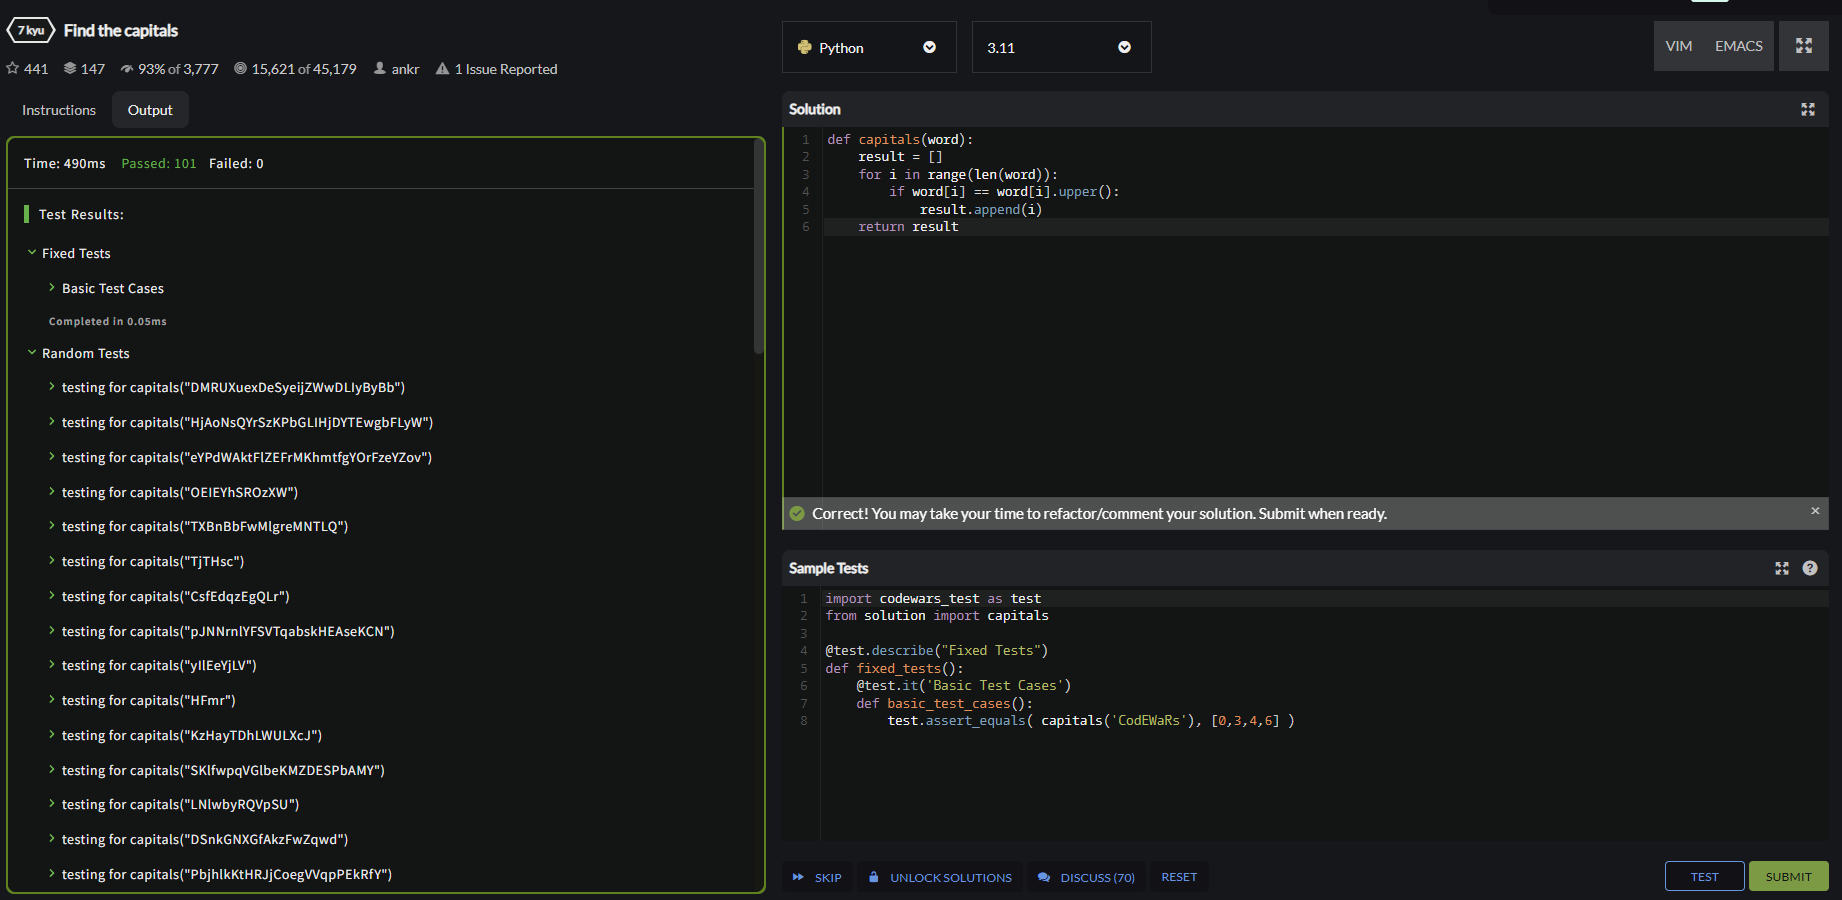 7 kyu Find the capitals
441 147 93% of 3,777 15,621 of 45,179 ankr 1 Issue Reported
Instructions Output
Time: 490ms Passed: 101 Failed: 0
Test Results:
Fixed Tests
Basic Test Cases
Completed in 0.05ms
Random Tests
testing for capitals("DMRUXuexDeSyeijZWwDLIyByBb")
testing for capitals("HjAoNsQYrSzKPbGLIHjDYTEwgbFLyW")
testing for capitals("eYPdWAktFlZEFrMKhmtfgYOrFzeYZov")
testing for capitals("OEIEYhSROzXW")
testing for capitals("TXBnBbFwMlgreMNTLQ")
testing for capitals("TjTHsc")
testing for capitals("CsfEdqzEgQLr")
testing for capitals("pJNNrnlYFSVTqabskHEAseKCN")
testing for capitals("yIlEeYjLV")
testing for capitals("HFmr")
testing for capitals("KzHayTDhLWULXcJ")
testing for capitals("SKlfwpqVGlbeKMZDESPbAMY")
testing for capitals("LNlwbyRQVpSU")
testing for capitals("DSnkGNXGfAkzFwZqwd")
testing for capitals("PbjhlkKtHRJjCoegVVqpPEkRfY")
Python 3.11 VIM EMACS
Solution
1 def capitals(word):
2     result = []
3     for i in range(len(word)):
4         if word[i] == word[i].upper():
5             result.append(i)
6     return result
Correct! You may take your time to refactor/comment your solution. Submit when ready. ×
Sample Tests ?
1 import codewars_test as test
2 from solution import capitals
3
4 @test.describe("Fixed Tests")
5 def fixed_tests():
6     @test.it('Basic Test Cases')
7     def basic_test_cases():
8         test.assert_equals( capitals('CodEWaRs'), [0,3,4,6] )
SKIP UNLOCK SOLUTIONS DISCUSS (70) RESET TEST SUBMIT